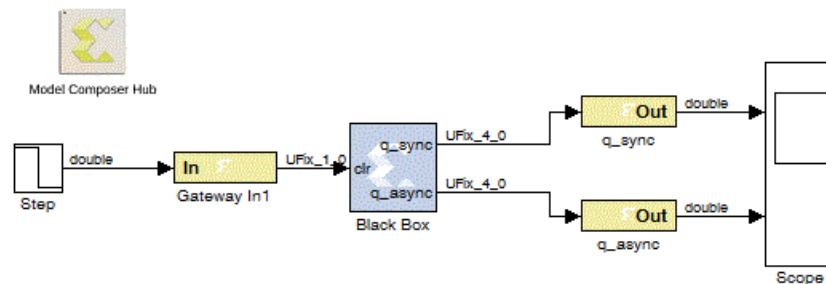 Model Composer Hub
double
Step
In
Gateway In1
UFix_1_0
clr
q_sync
q_async
Black Box
UFix_4_0
UFix_4_0
Out
q_sync
double
Out
q_async
double
Scope